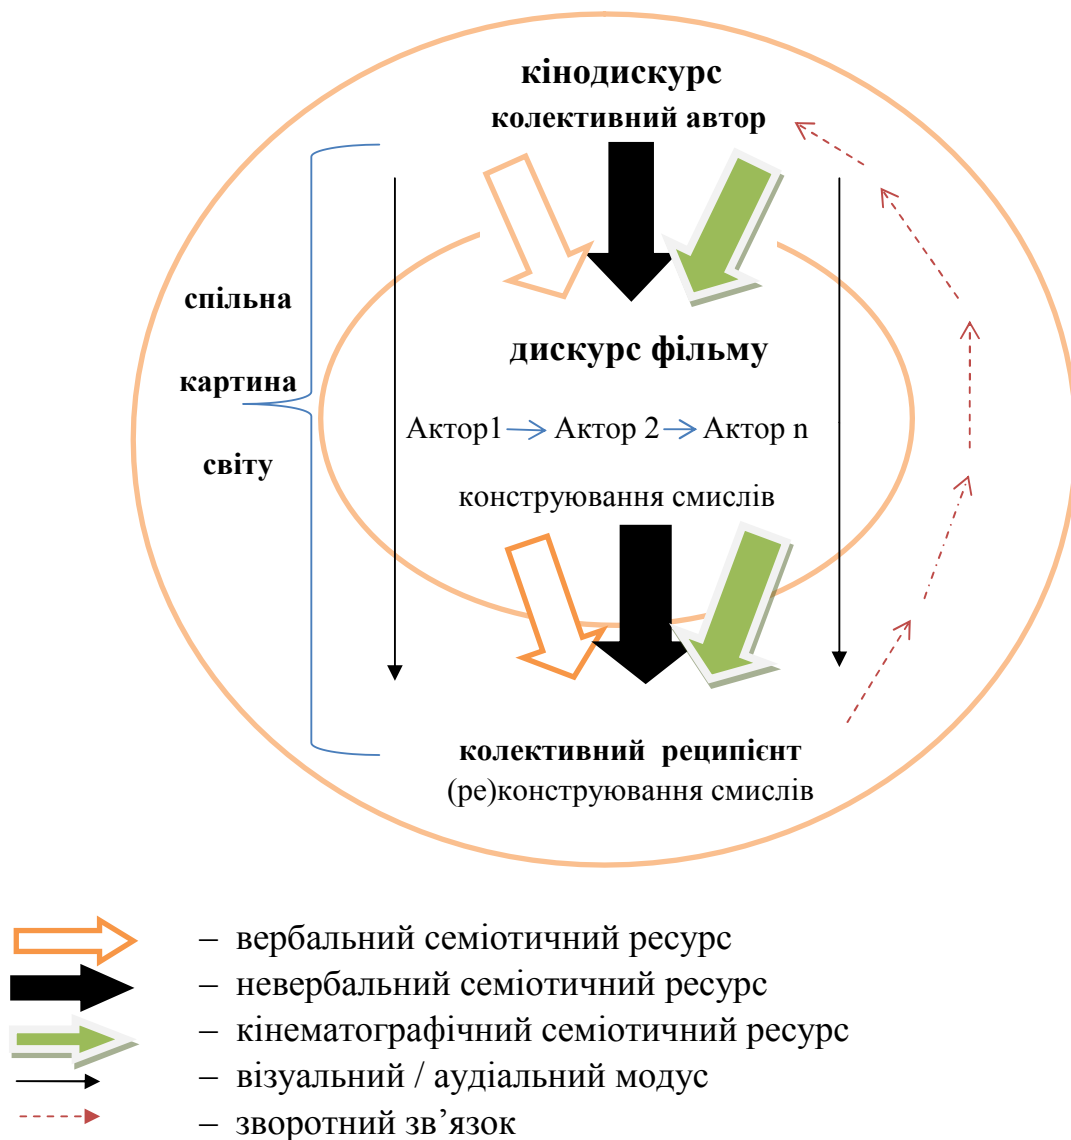 кінодискурс
колективний автор
спільна
картина
світу
дискурс фільму
Актор1 Актор 2 Актор n
конструювання смислів
колективний реципієнт
(ре)конструювання смислів
– вербальний семіотичний ресурс
– невербальний семіотичний ресурс
– кінематографічний семіотичний ресурс
– візуальний / аудіальний модус
– зворотний зв’язок